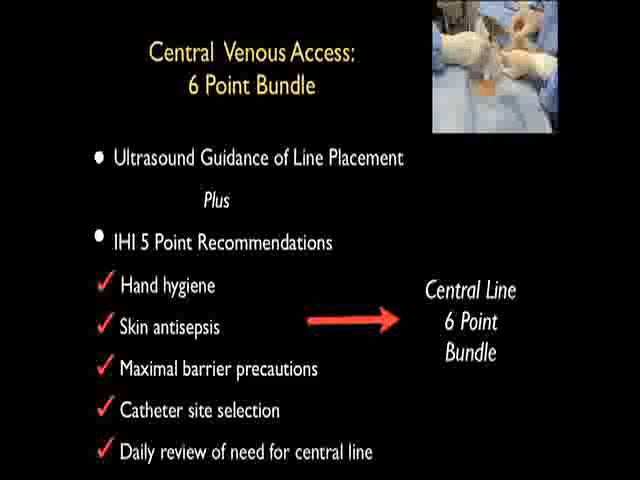 Central Venous Access:
6 Point Bundle
Ultrasound Guidance of Line Placement
Plus
IHI 5 Point Recommendations
Hand hygiene
Skin antisepsis
Maximal barrier precautions
Catheter site selection
Daily review of need for central line
Central Line
6 Point
Bundle